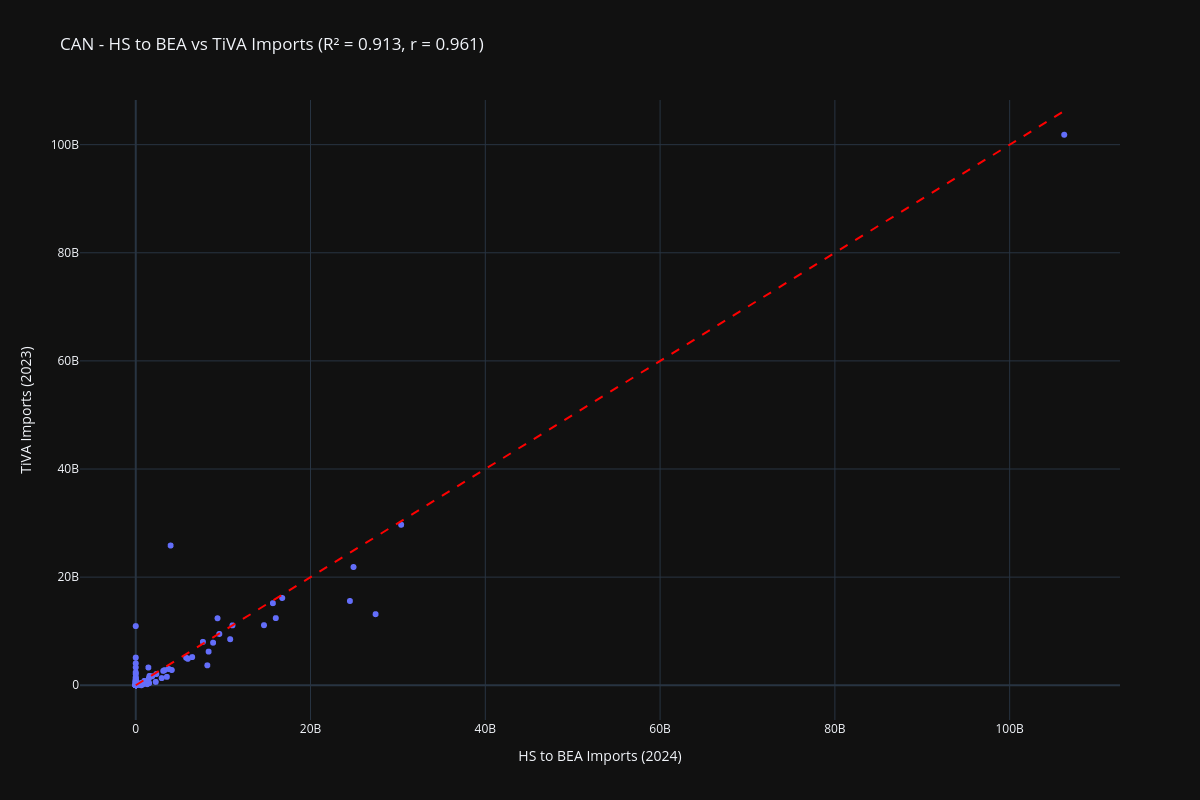 CAN - HS to BEA vs TiVA Imports (R² = 0.913, r = 0.961)
100B
80B
60B
40B
20B
0
TiVA Imports (2023)
0
20B
40B
60B
80B
100B
HS to BEA Imports (2024)